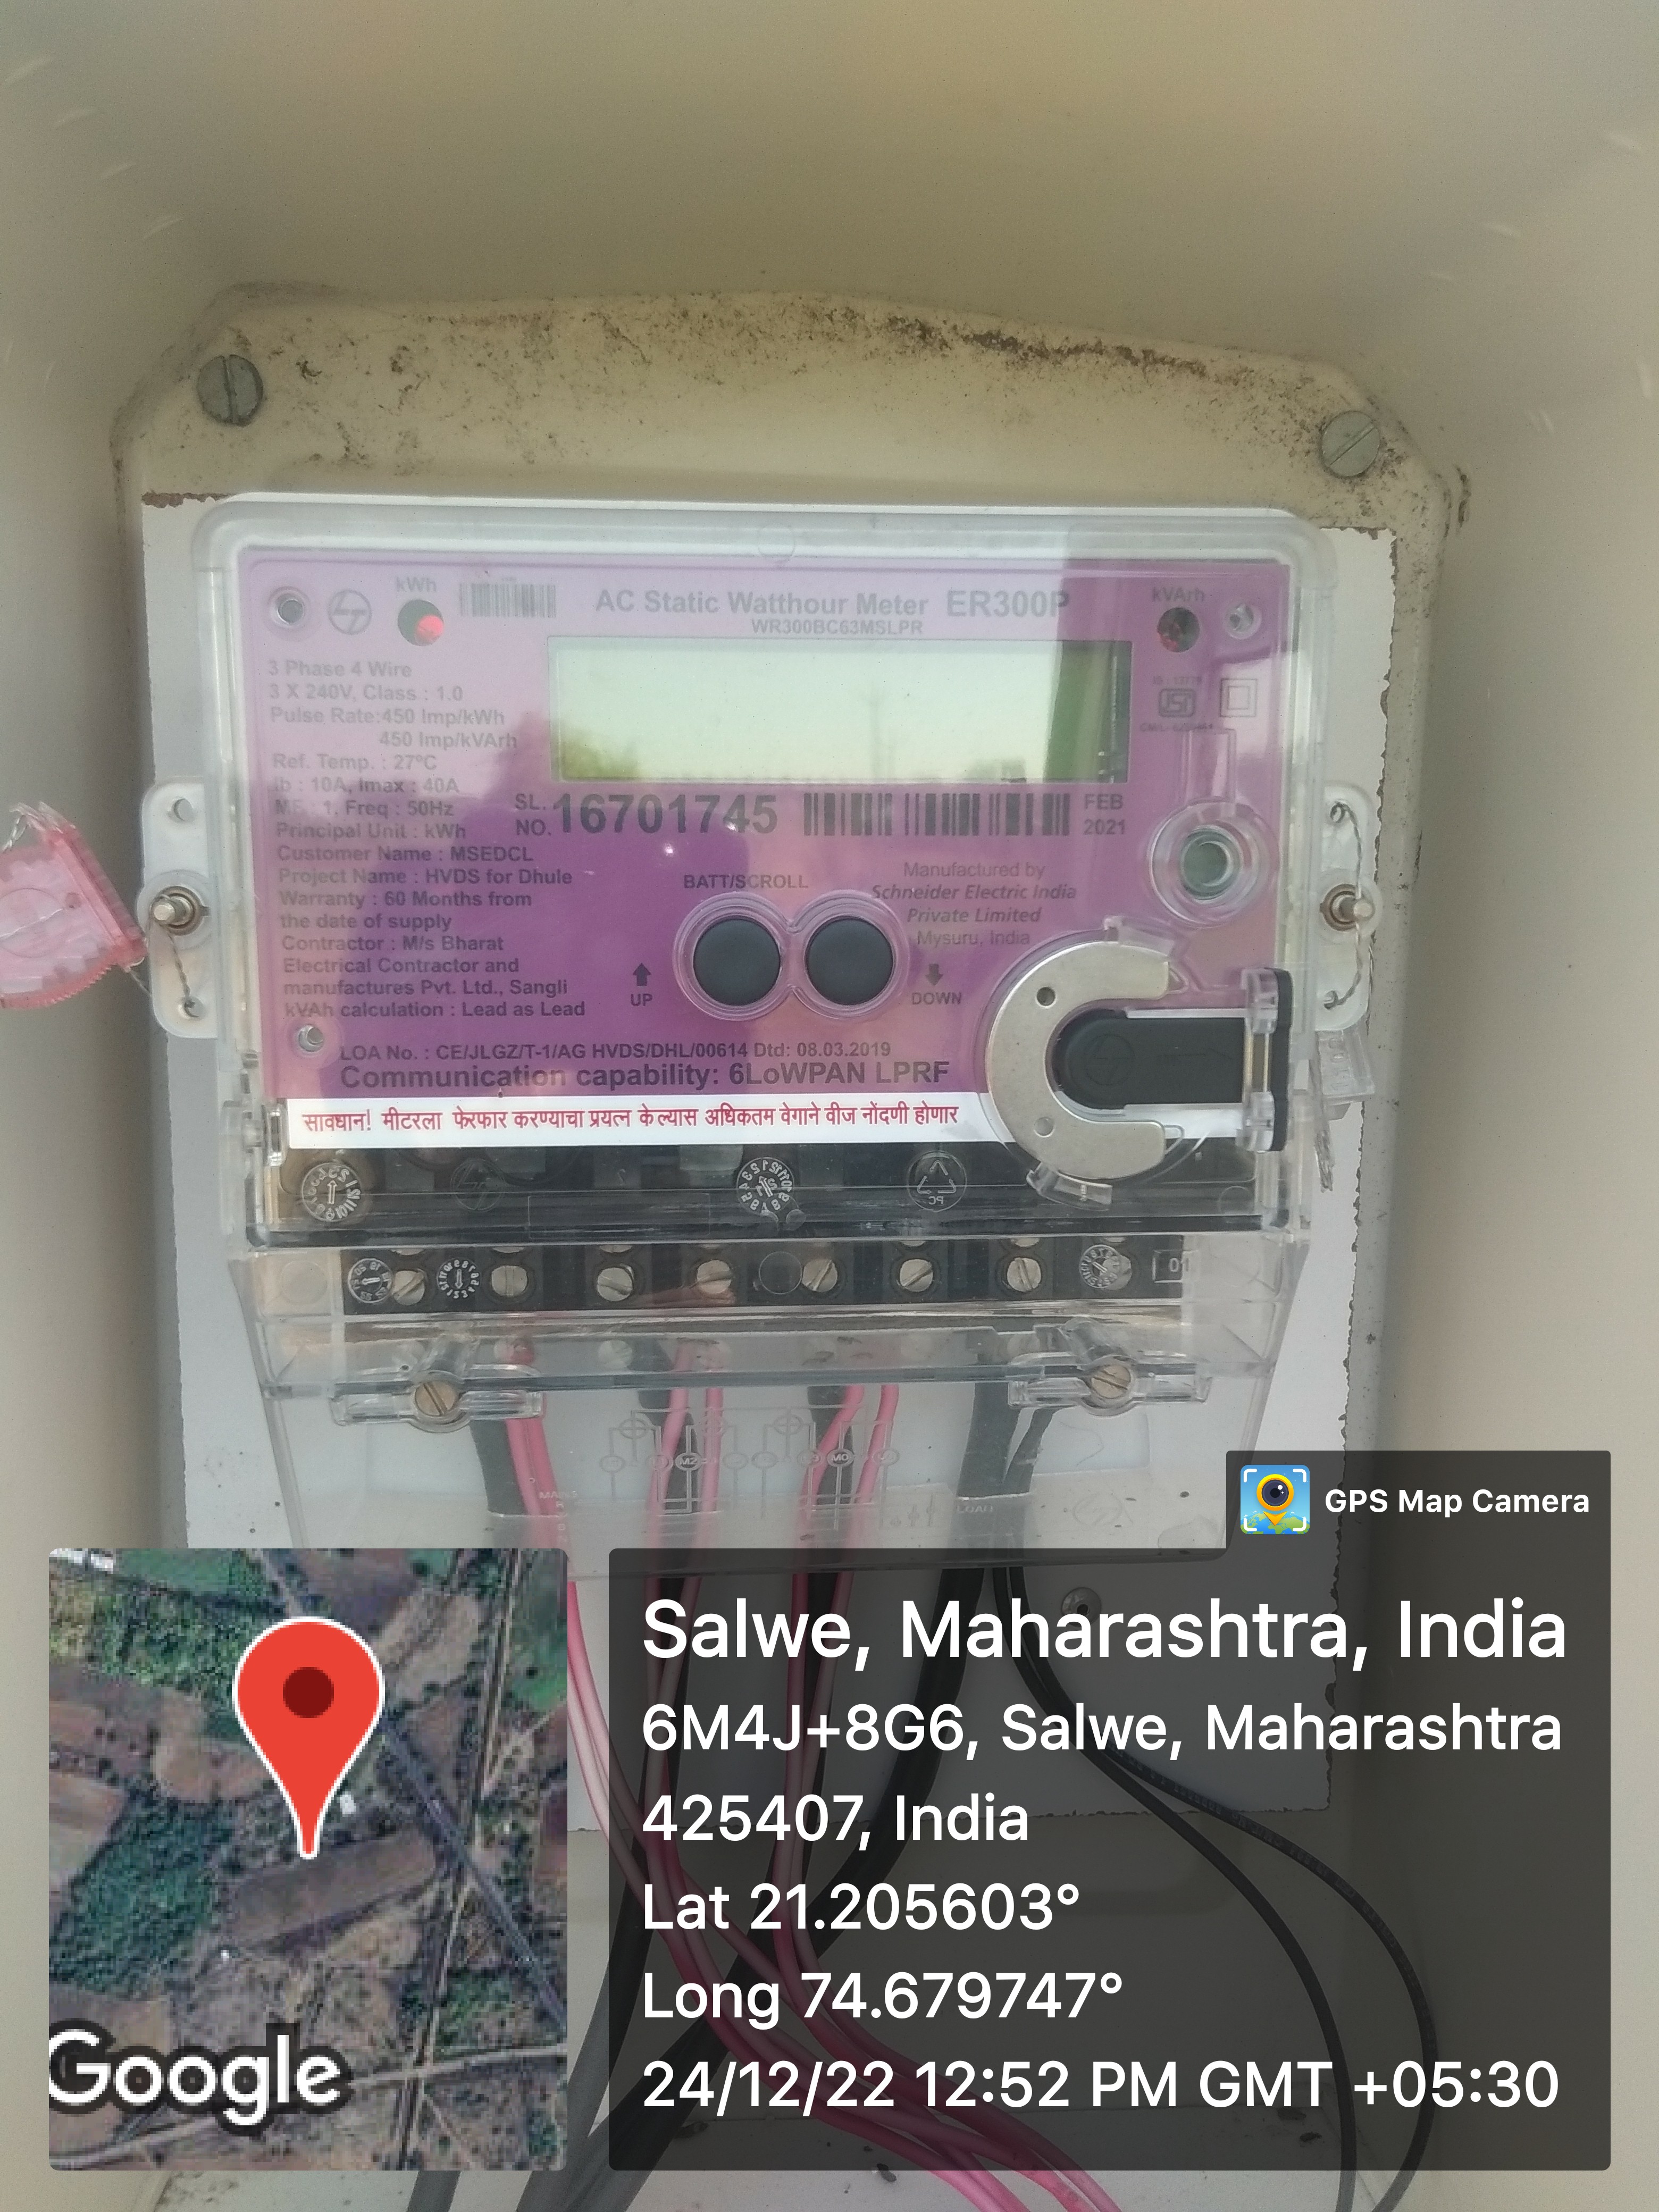 kWh
AC Static Watthour Meter ER300P
WR300BC63MSLPR
kVArh
3 Phase 4 Wire
3 X 240V, Class : 1.0
Pulse Rate:450 Imp/kWh
450 Imp/kVArh
Ref. Temp. : 27°C
Ib : 10A, Imax : 40A
MF : 1, Freq : 50Hz
Principal Unit : kWh
Customer Name : MSEDCL
Project Name : HVDS for Dhule
Warranty : 60 Months from
the date of supply
Contractor : M/s Bharat
Electrical Contractor and
manufactures Pvt. Ltd., Sangli
kVAh calculation : Lead as Lead
SL. NO. 16701745
FEB
2021
BATT/SCROLL
UP
DOWN
Manufactured by
Schneider Electric India
Private Limited
Mysuru, India
LOA No. : CE/JLGZ/T-1/AG HVDS/DHL/00614 Dtd: 08.03.2019
Communication capability: 6LoWPAN LPRF
सावधान! मीटरला फेरफार करण्याचा प्रयत्न केल्यास अधिकतम वेगाने वीज नोंदणी होणार
01
GPS Map Camera
Salwe, Maharashtra, India
6M4J+8G6, Salwe, Maharashtra
425407, India
Lat 21.205603°
Long 74.679747°
24/12/22 12:52 PM GMT +05:30
Google